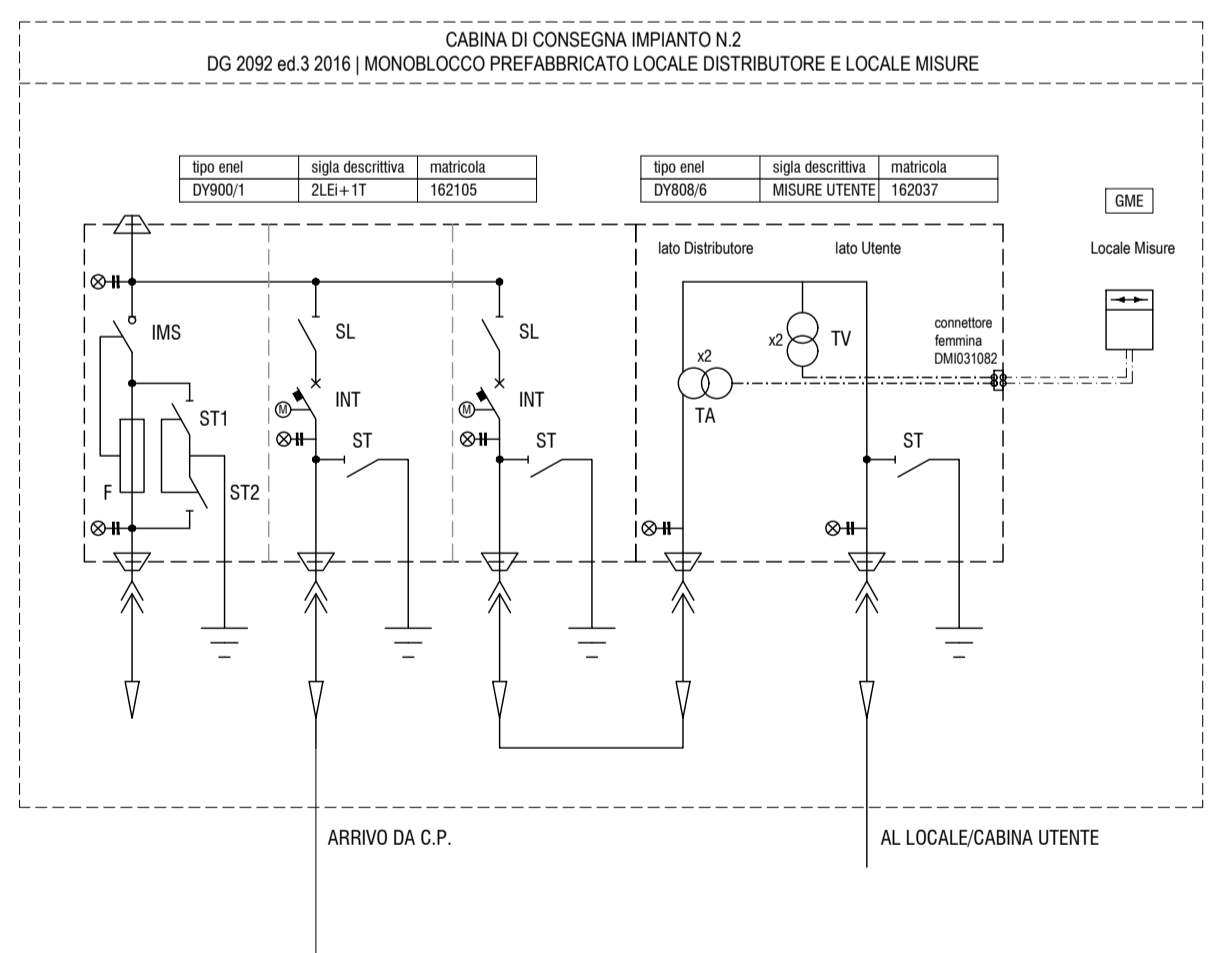 CABINA DI CONSEGNA IMPIANTO N.2
DG 2092 ed.3 2016 | MONOBLOCCO PREFABBRICATO LOCALE DISTRIBUTORE E LOCALE MISURE
tipo enel sigla descrittiva matricola
DY900/1 2LEi+1T 162105
tipo enel sigla descrittiva matricola
DY808/6 MISURE UTENTE 162037
GME
lato Distributore lato Utente Locale Misure
IMS SL SL x2 TV
connettore
femmina
DMI031082
x2
TA
M INT M INT
ST1 ST ST ST
F ST2
ARRIVO DA C.P. AL LOCALE/CABINA UTENTE